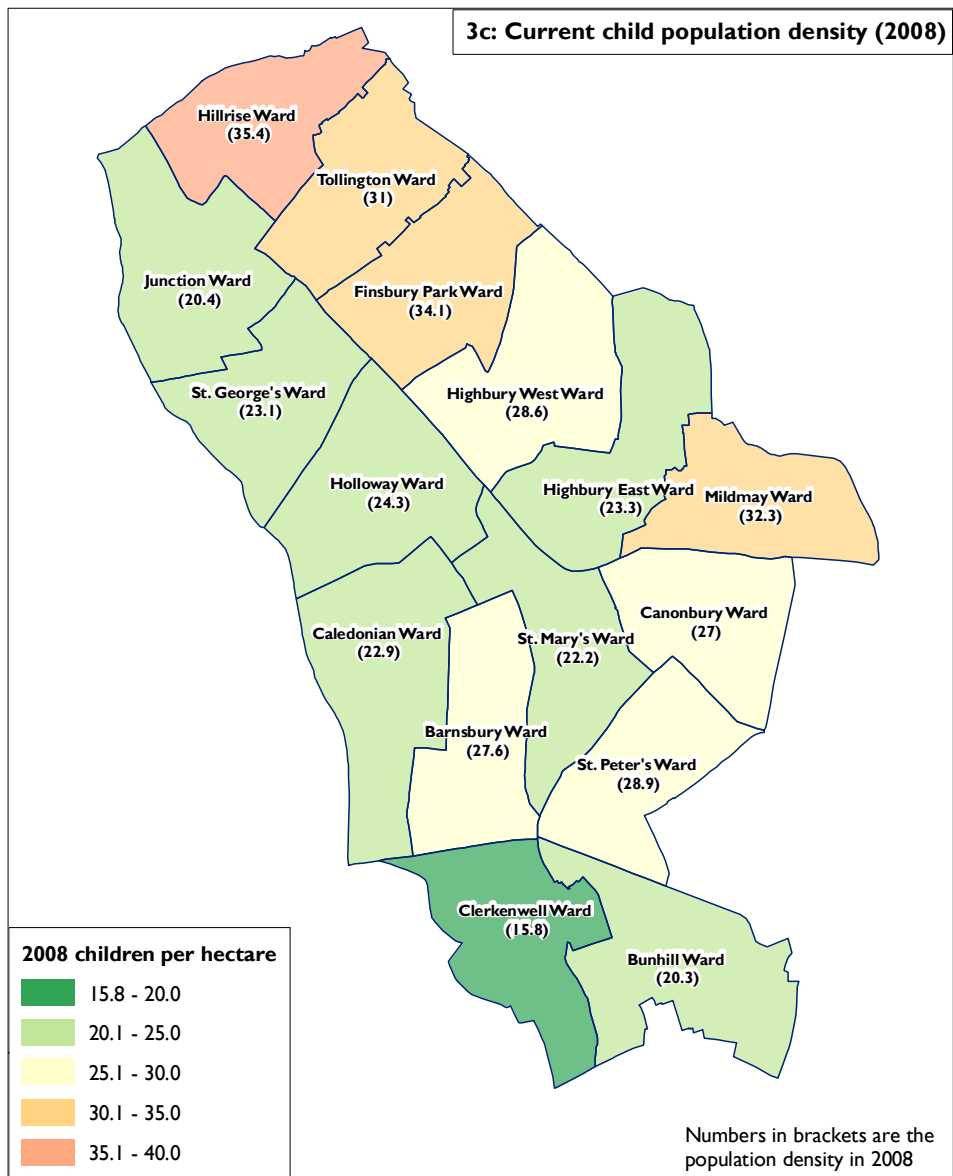 3c: Current child population density (2008)
Hillrise Ward
(35.4)
Tollington Ward
(31)
Junction Ward
(20.4)
Finsbury Park Ward
(34.1)
St. George's Ward
(23.1)
Highbury West Ward
(28.6)
Holloway Ward
(24.3)
Highbury East Ward
(23.3)
Mildmay Ward
(32.3)
Caledonian Ward
(22.9)
St. Mary's Ward
(22.2)
Canonbury Ward
(27)
Barnsbury Ward
(27.6)
St. Peter's Ward
(28.9)
Clerkenwell Ward
(15.8)
Bunhill Ward
(20.3)
2008 children per hectare
15.8 - 20.0
20.1 - 25.0
25.1 - 30.0
30.1 - 35.0
35.1 - 40.0
Numbers in brackets are the
population density in 2008